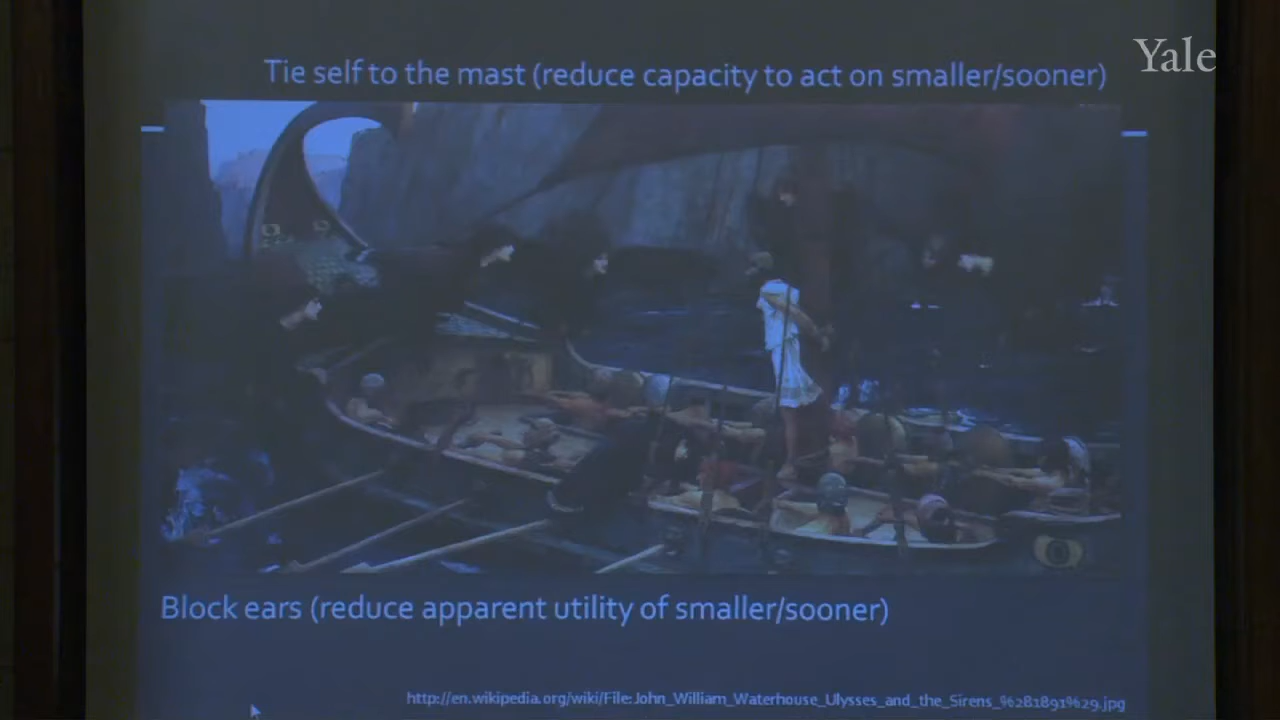 Yale
Tie self to the mast (reduce capacity to act on smaller/sooner)
Block ears (reduce apparent utility of smaller/sooner)
http://en.wikipedia.org/wiki/File:John_William_Waterhouse_Ulysses_and_the_Sirens_%281891%29.jpg